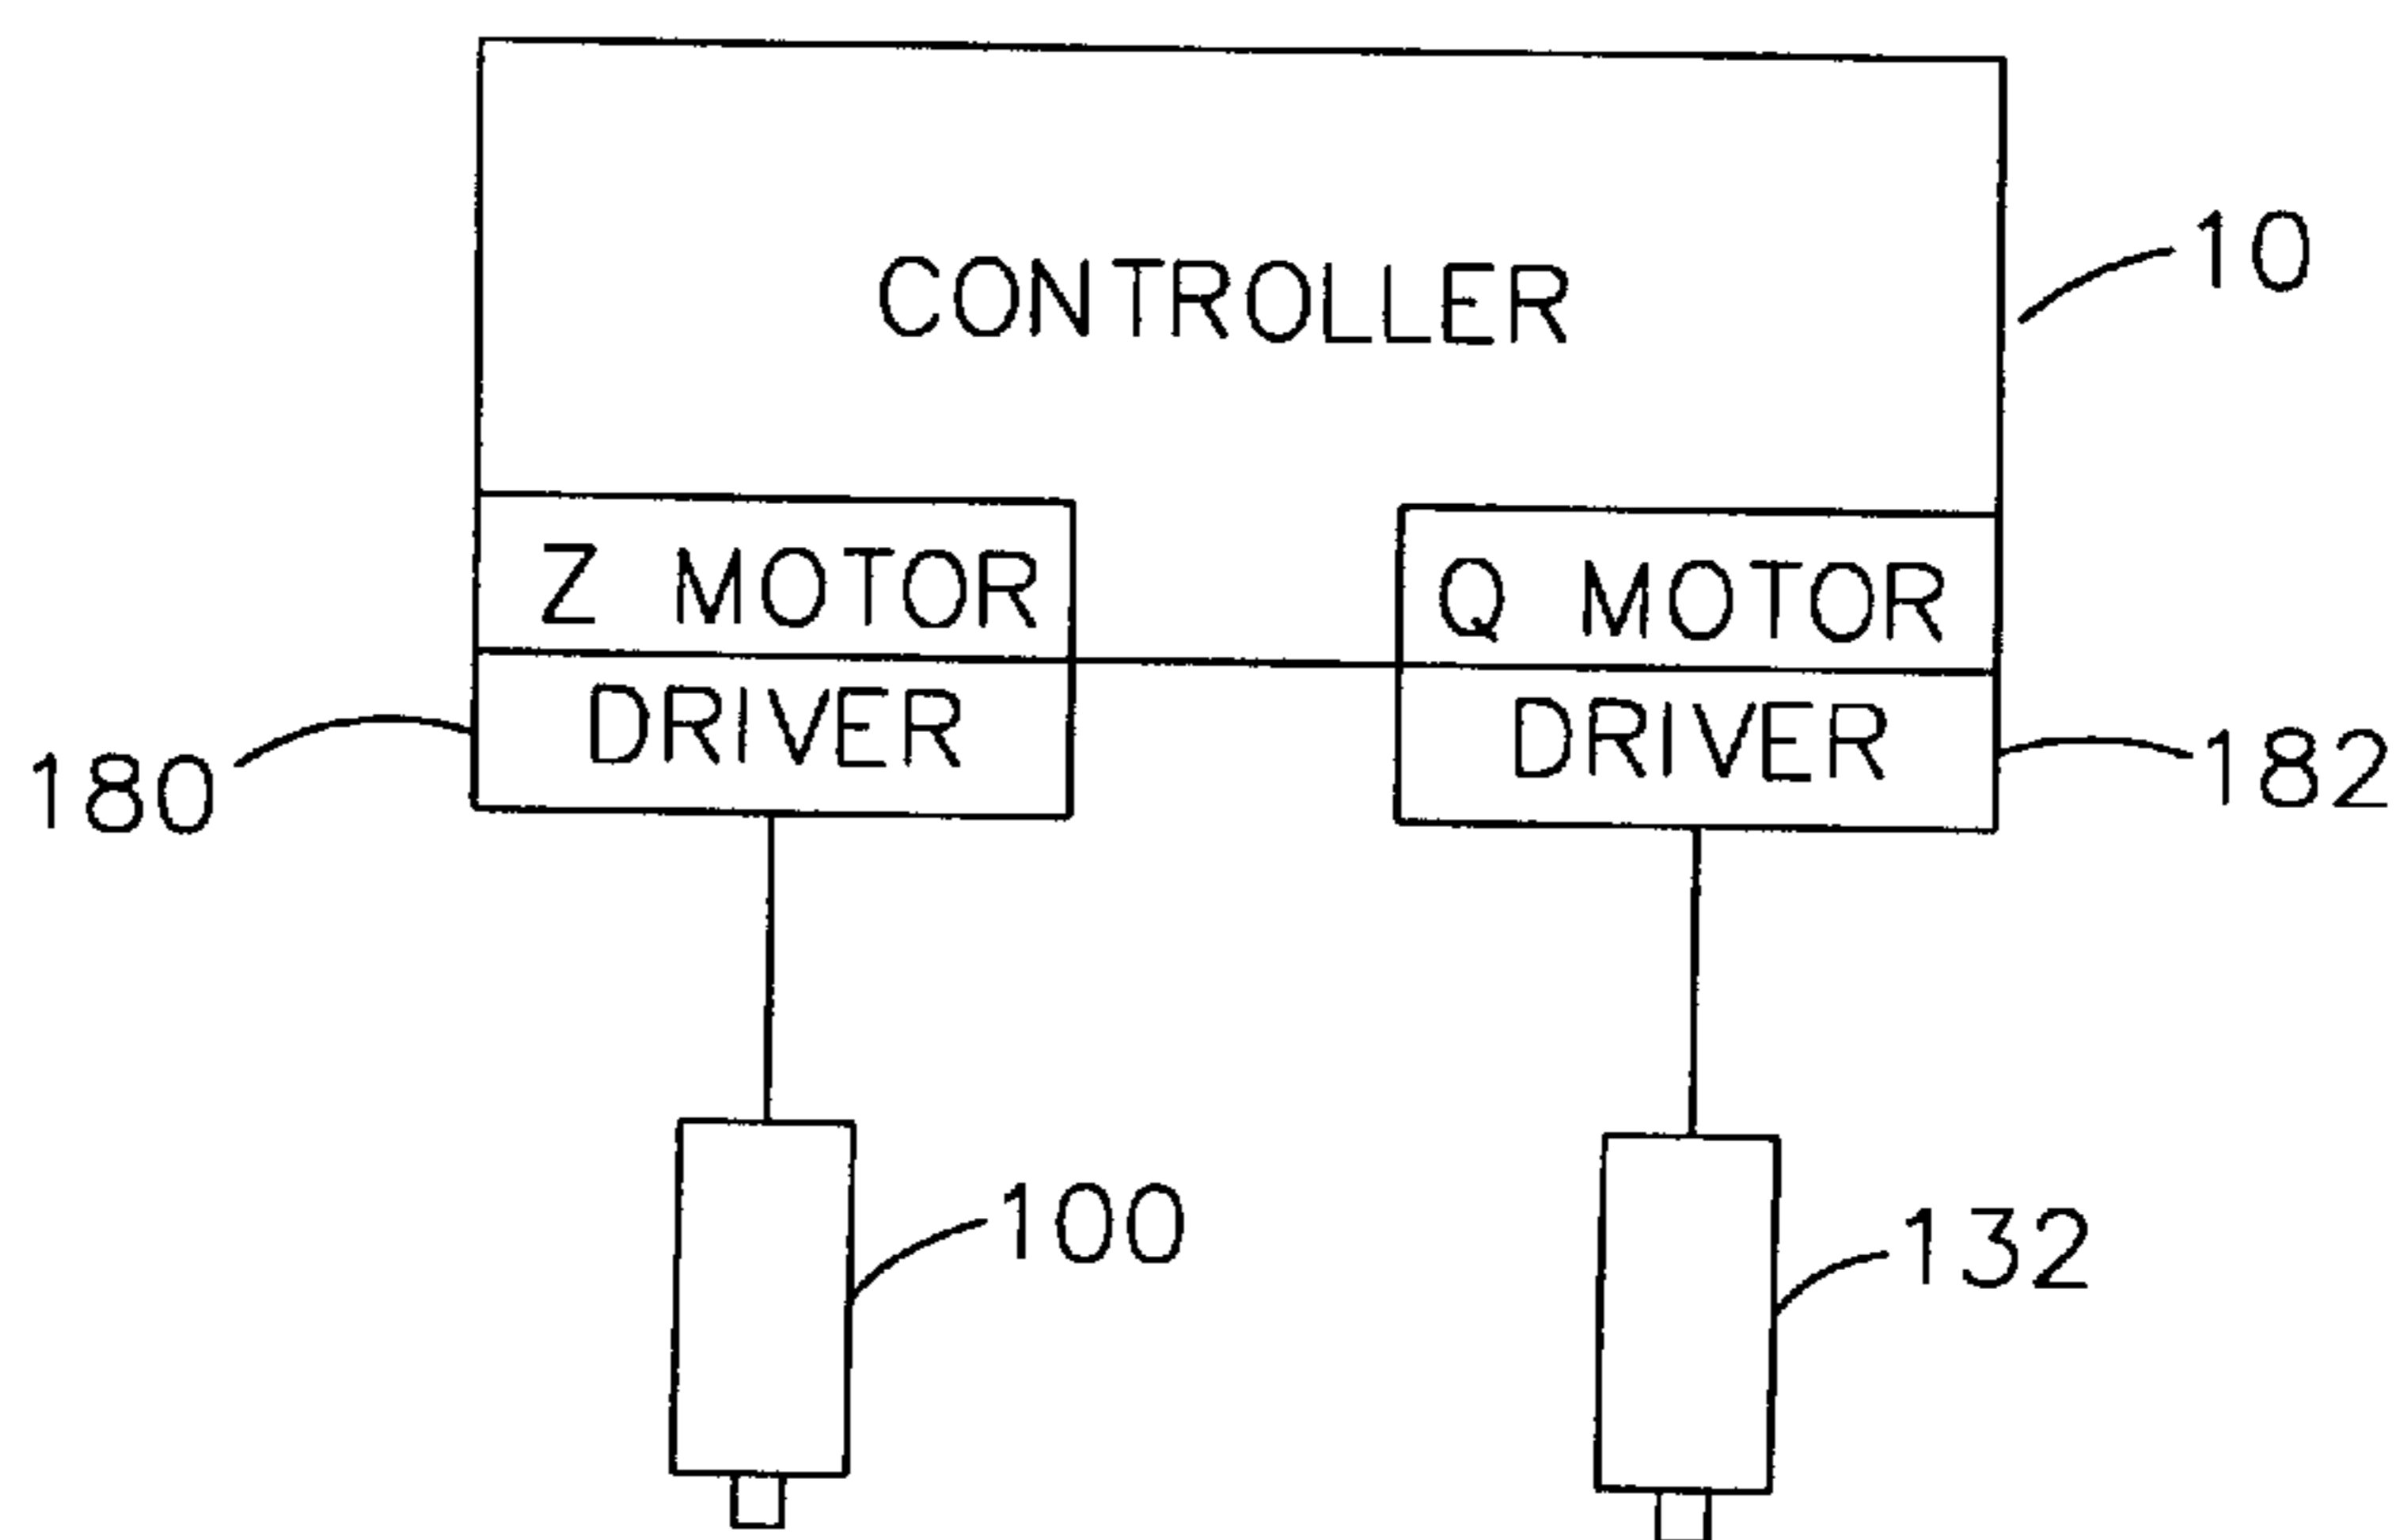 CONTROLLER
10
Z MOTOR
DRIVER
Q MOTOR
DRIVER
180
182
100
132